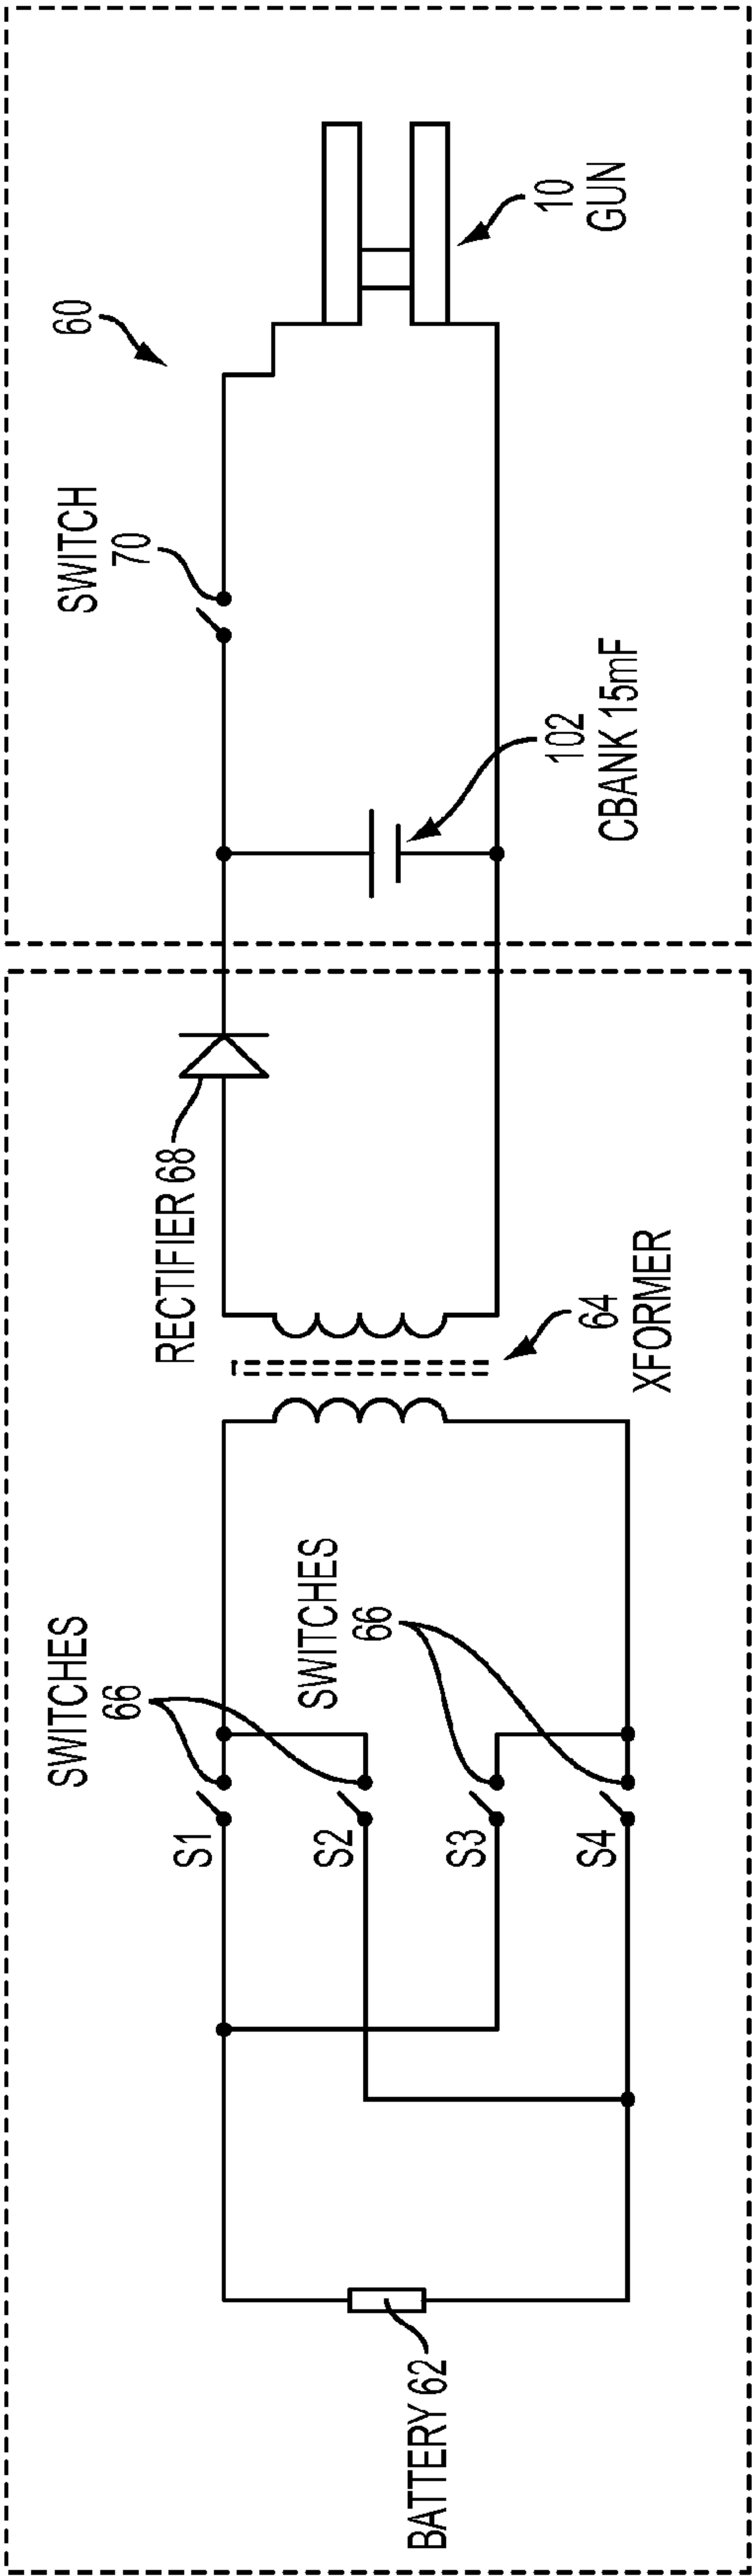 SWITCHES
66
SWITCHES
66
S1
S2
S3
S4
BATTERY 62
RECTIFIER 68
64
XFORMER
SWITCH
70
60
102
CBANK 15mF
10
GUN